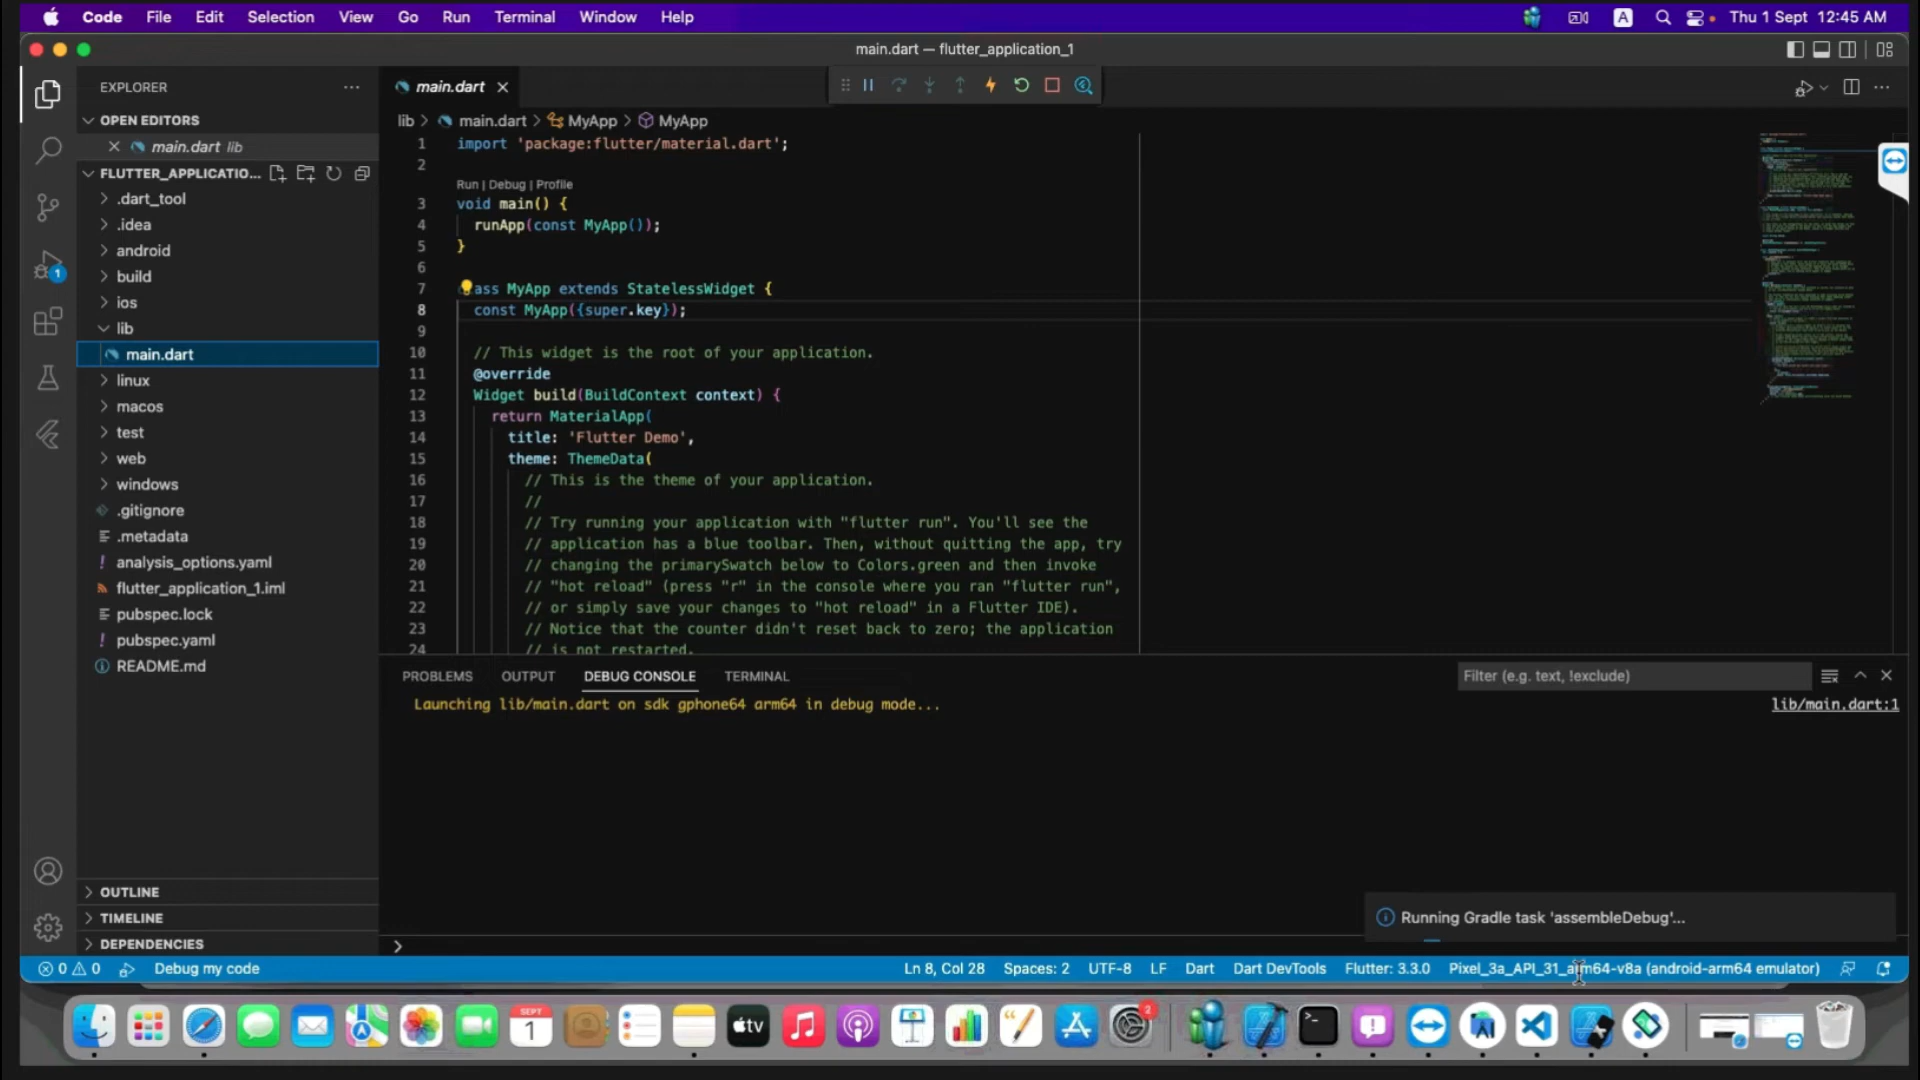 Code File Edit Selection View Go Run Terminal Window Help
A Thu 1 Sept 12:45 AM
main.dart — flutter_application_1
EXPLORER
main.dart
OPEN EDITORS
main.dart lib
FLUTTER_APPLICATIO...
.dart_tool
.idea
android
build
ios
lib
main.dart
linux
macos
test
web
windows
.gitignore
.metadata
analysis_options.yaml
flutter_application_1.iml
pubspec.lock
pubspec.yaml
README.md
OUTLINE
TIMELINE
DEPENDENCIES
1
lib > main.dart > MyApp > MyApp
1 import 'package:flutter/material.dart';
2
Run | Debug | Profile
3 void main() {
4 runApp(const MyApp());
5 }
6
7 ass MyApp extends StatelessWidget {
8 const MyApp({super.key});
9
10 // This widget is the root of your application.
11 @override
12 Widget build(BuildContext context) {
13 return MaterialApp(
14 title: 'Flutter Demo',
15 theme: ThemeData(
16 // This is the theme of your application.
17 //
18 // Try running your application with "flutter run". You'll see the
19 // application has a blue toolbar. Then, without quitting the app, try
20 // changing the primarySwatch below to Colors.green and then invoke
21 // "hot reload" (press "r" in the console where you ran "flutter run",
22 // or simply save your changes to "hot reload" in a Flutter IDE).
23 // Notice that the counter didn't reset back to zero; the application
24 // is not restarted.
PROBLEMS OUTPUT DEBUG CONSOLE TERMINAL
Filter (e.g. text, !exclude)
Launching lib/main.dart on sdk gphone64 arm64 in debug mode...
lib/main.dart:1
Running Gradle task 'assembleDebug'...
0 0 Debug my code
Ln 8, Col 28 Spaces: 2 UTF-8 LF Dart Dart DevTools Flutter: 3.3.0 Pixel_3a_API_31_arm64-v8a (android-arm64 emulator)
SEPT
1
tv
2